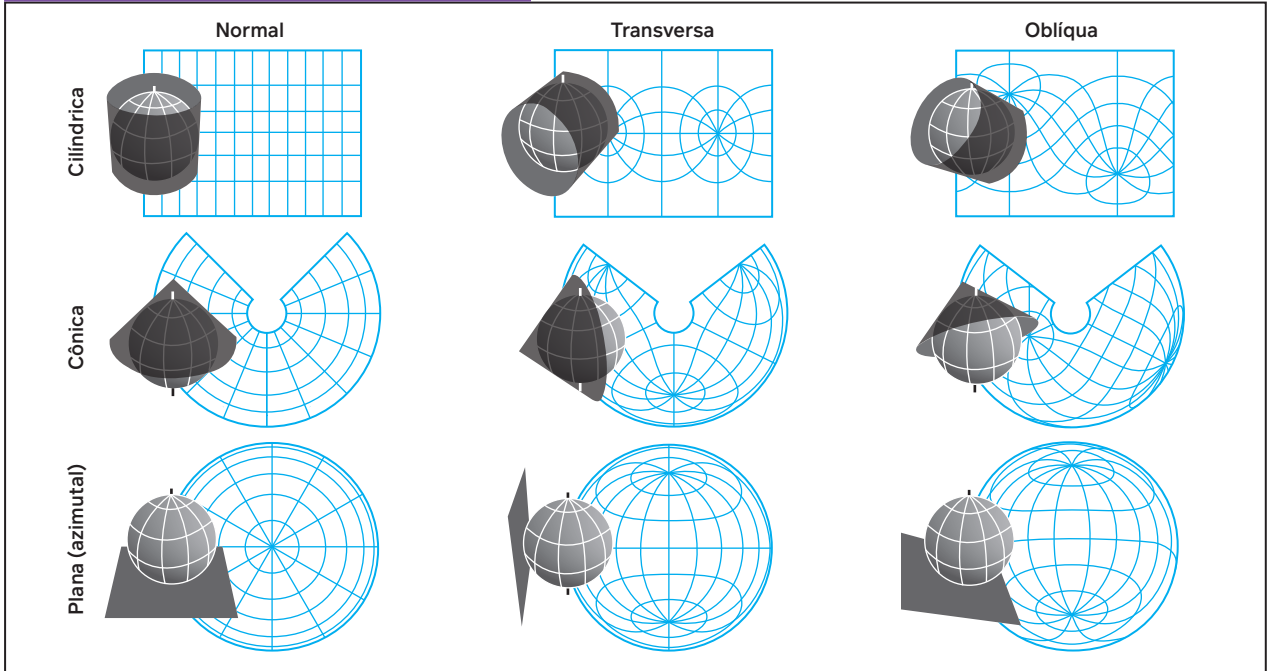 Normal
Transversa
Oblíqua
Cilíndrica
Cônica
Plana (azimutal)